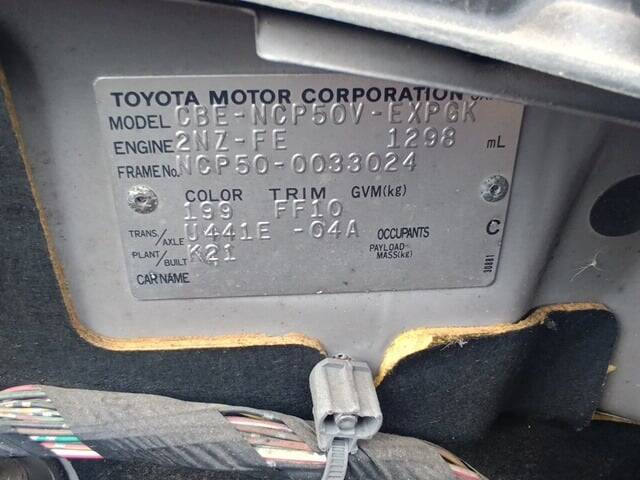 TOYOTA MOTOR CORPORATION
MODEL CBE-NCP50V-EXPGK
ENGINE 2NZ-FE 1298 mL
FRAME No. NCP50-0033024
COLOR TRIM GVM(kg)
199 FF10
TRANS./AXLE U441E -04A OCCUPANTS C
PLANT/BUILT K21 PAYLOAD-MASS(kg)
CAR NAME